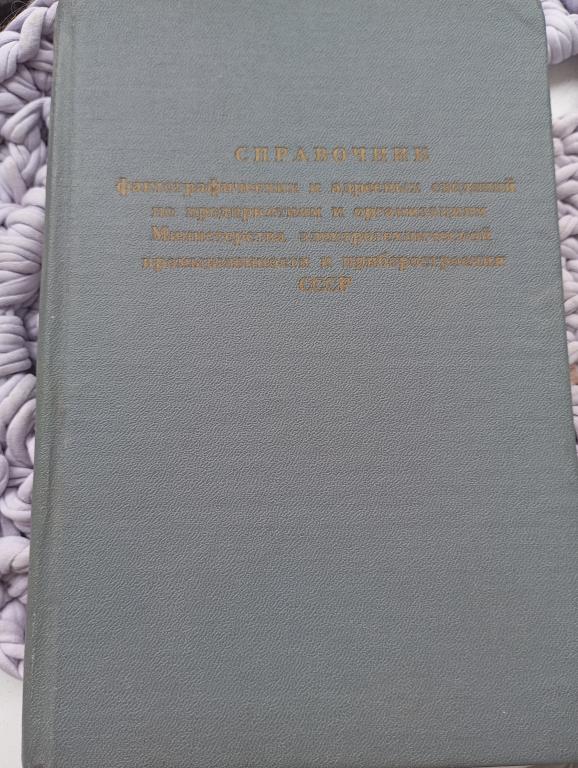 СПРАВОЧНИК
фактографических и адресных сведений
по предприятиям и организациям
Министерства электротехнической
промышленности и приборостроения
СССР